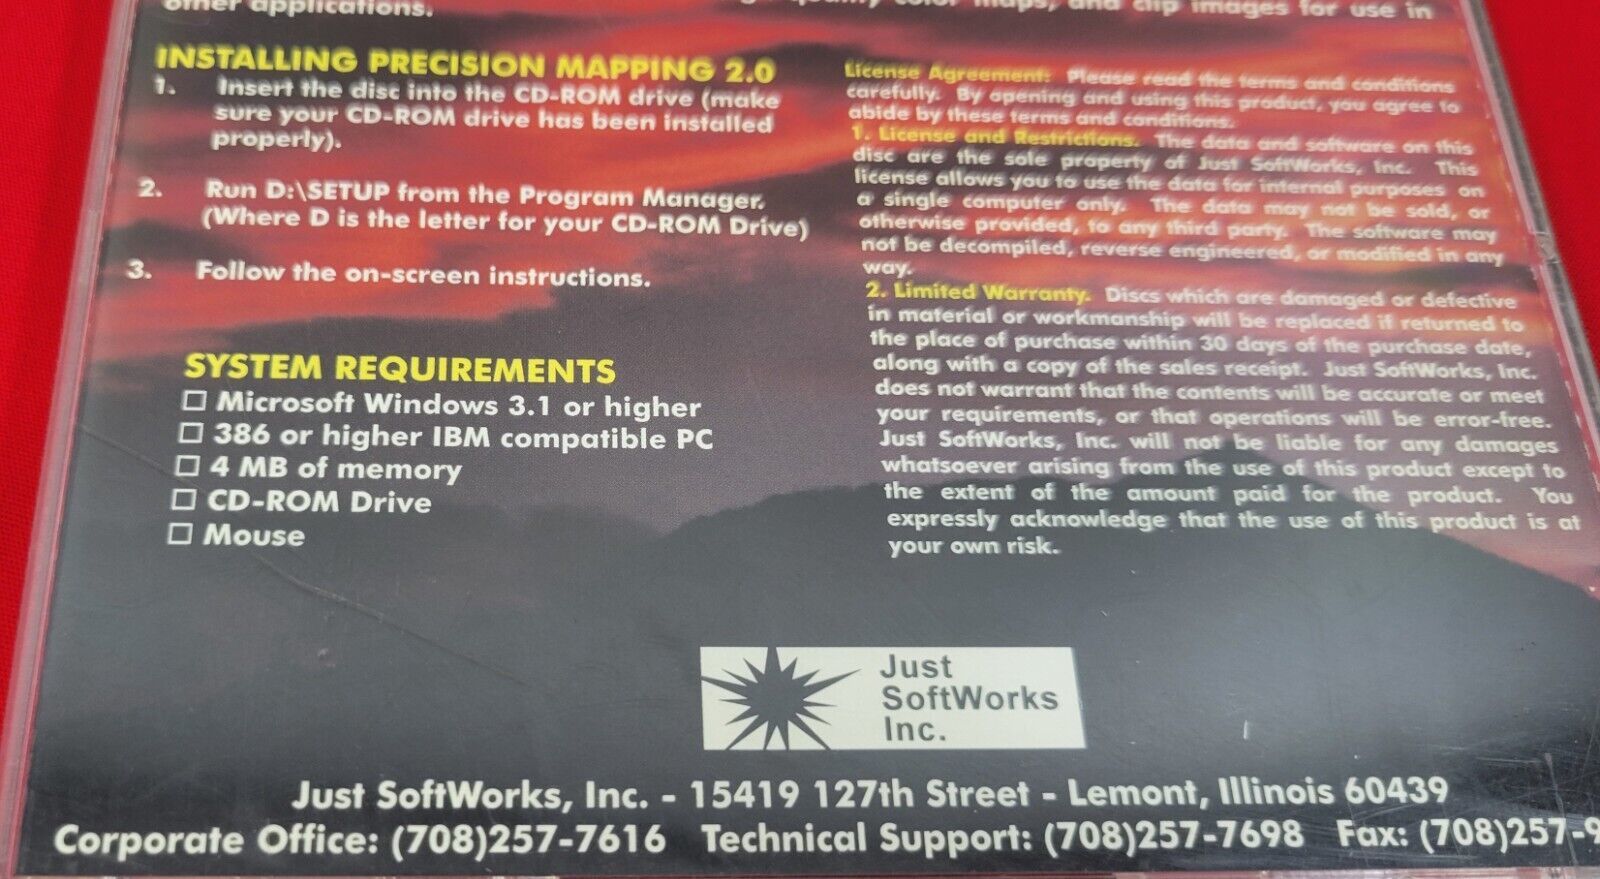 other applications.
quality color maps, and clip images for use in
INSTALLING PRECISION MAPPING 2.0
1. Insert the disc into the CD-ROM drive (make
sure your CD-ROM drive has been installed
properly).
2. Run D:\SETUP from the Program Manager.
(Where D is the letter for your CD-ROM Drive)
3. Follow the on-screen instructions.
SYSTEM REQUIREMENTS
☐ Microsoft Windows 3.1 or higher
☐ 386 or higher IBM compatible PC
☐ 4 MB of memory
☐ CD-ROM Drive
☐ Mouse
License Agreement: Please read the terms and conditions
carefully. By opening and using this product, you agree to
abide by these terms and conditions.
1. License and Restrictions. The data and software on this
disc are the sole property of Just SoftWorks, Inc. This
license allows you to use the data for internal purposes on
a single computer only. The data may not be sold, or
otherwise provided, to any third party. The software may
not be decompiled, reverse engineered, or modified in any
way.
2. Limited Warranty. Discs which are damaged or defective
in material or workmanship will be replaced if returned to
the place of purchase within 30 days of the purchase date,
along with a copy of the sales receipt. Just SoftWorks, Inc.
does not warrant that the contents will be accurate or meet
your requirements, or that operations will be error-free.
Just SoftWorks, Inc. will not be liable for any damages
whatsoever arising from the use of this product except to
the extent of the amount paid for the product. You
expressly acknowledge that the use of this product is at
your own risk.
Just
SoftWorks
Inc.
Just SoftWorks, Inc. - 15419 127th Street - Lemont, Illinois 60439
Corporate Office: (708)257-7616 Technical Support: (708)257-7698 Fax: (708)257-9